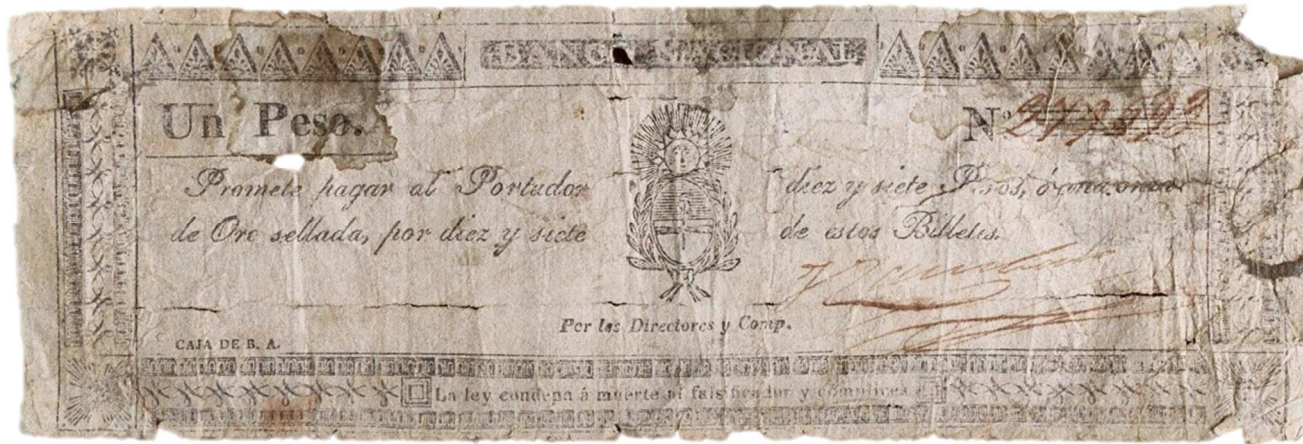 BANCO NACIONAL
Un Peso. Nº
Promete pagar al Portador diez y siete Pesos, ó una onza
de Oro sellada, por diez y siete de estos Billetes.
Por los Directores y Comp.
CAJA DE B. A.
La ley condena á muerte al falsificador y complices